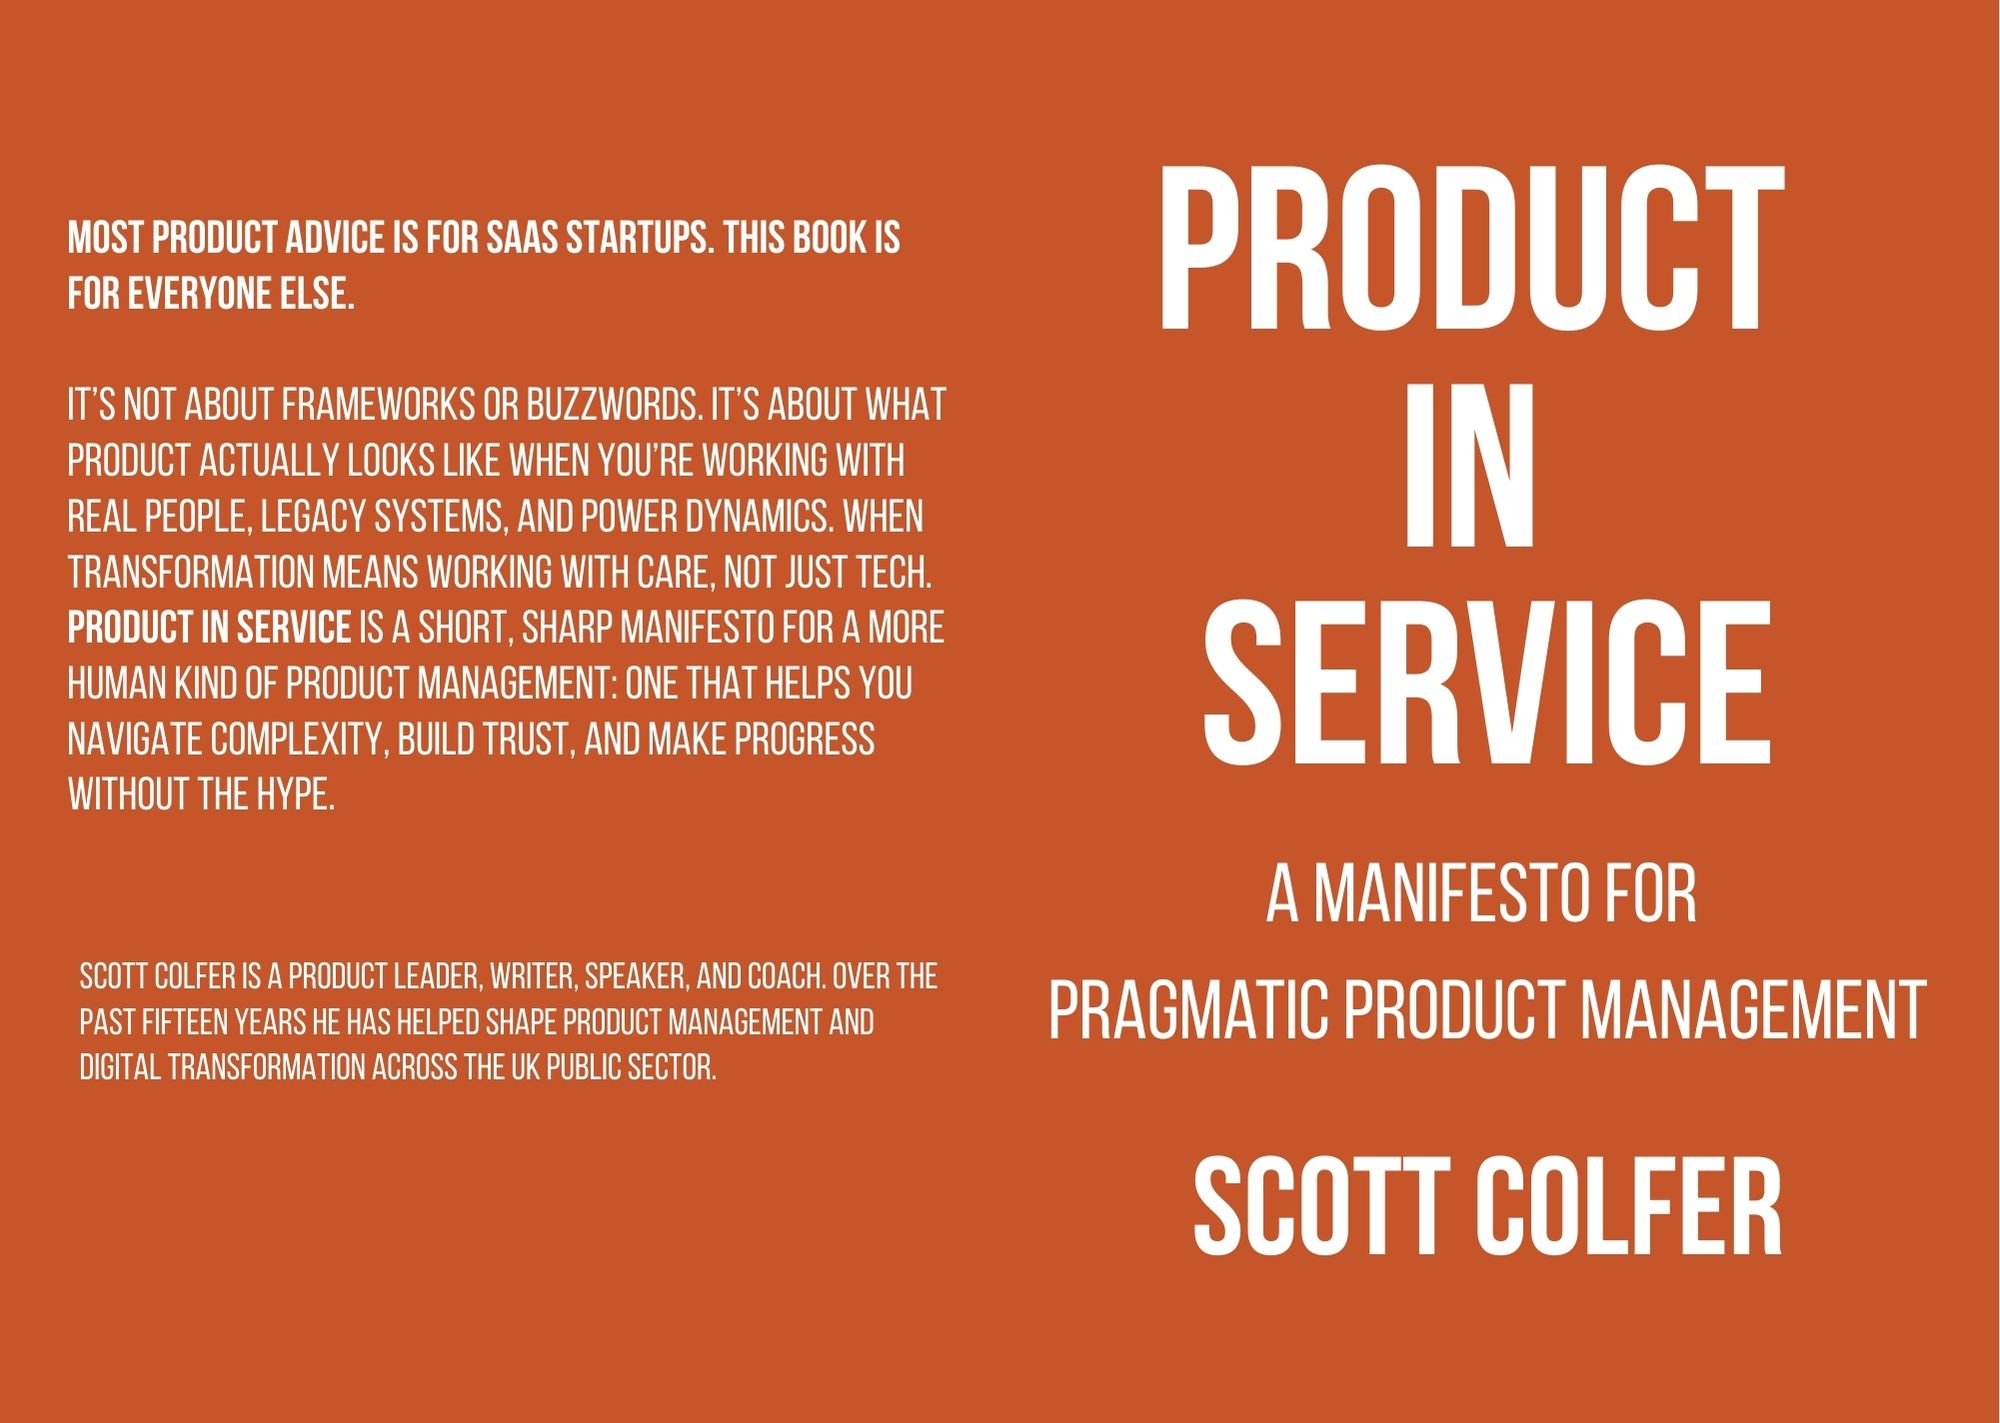 MOST PRODUCT ADVICE IS FOR SAAS STARTUPS. THIS BOOK IS
FOR EVERYONE ELSE.
IT’S NOT ABOUT FRAMEWORKS OR BUZZWORDS. IT’S ABOUT WHAT
PRODUCT ACTUALLY LOOKS LIKE WHEN YOU’RE WORKING WITH
REAL PEOPLE, LEGACY SYSTEMS, AND POWER DYNAMICS. WHEN
TRANSFORMATION MEANS WORKING WITH CARE, NOT JUST TECH.
PRODUCT IN SERVICE IS A SHORT, SHARP MANIFESTO FOR A MORE
HUMAN KIND OF PRODUCT MANAGEMENT: ONE THAT HELPS YOU
NAVIGATE COMPLEXITY, BUILD TRUST, AND MAKE PROGRESS
WITHOUT THE HYPE.
SCOTT COLFER IS A PRODUCT LEADER, WRITER, SPEAKER, AND COACH. OVER THE
PAST FIFTEEN YEARS HE HAS HELPED SHAPE PRODUCT MANAGEMENT AND
DIGITAL TRANSFORMATION ACROSS THE UK PUBLIC SECTOR.
PRODUCT
IN
SERVICE
A MANIFESTO FOR
PRAGMATIC PRODUCT MANAGEMENT
SCOTT COLFER